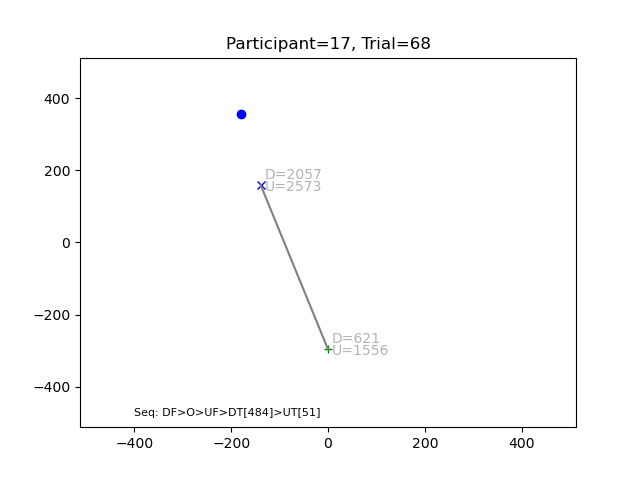 Participant=17, Trial=68
400
200
0
−200
−400
D=2057
U=2573
D=621
U=1556
Seq: DF>O>UF>DT[484]>UT[51]
−400 −200 0 200 400